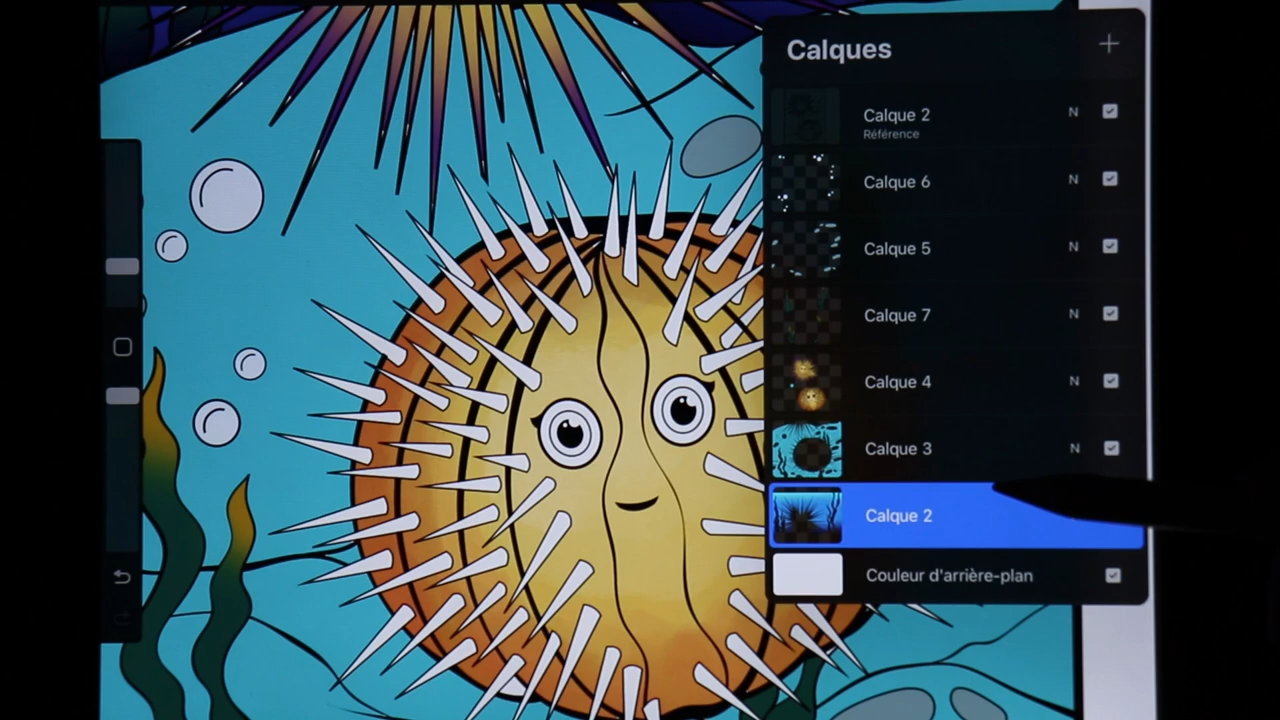 Calques
Calque 2
N
Référence
Calque 6
N
Calque 5
N
Calque 7
N
Calque 4
N
Calque 3
N
Calque 2
Couleur d'arrière-plan